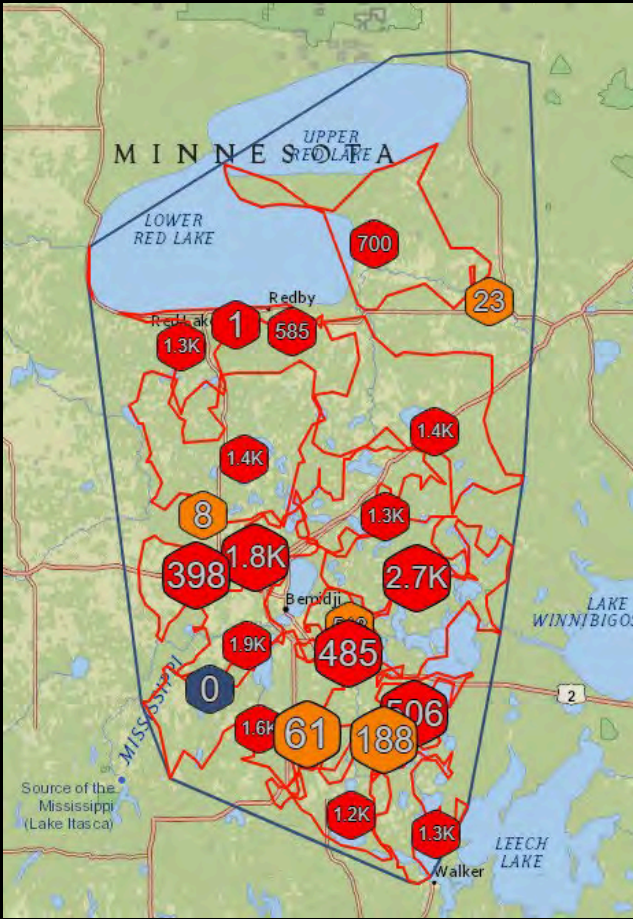 MINNESOTA
UPPER
RED LAKE
LOWER
RED LAKE
700
23
Redby
1
585
1.3K
1.4K
1.4K
8
1.3K
1.8K
398
2.7K
Bemidji
LAKE
485
1.9K
0
MISSISSIPPI
2
506
1.6K
61
188
Source of the
Mississippi
(Lake Itasca)
1.2K
1.3K
LEECH
LAKE
Walker